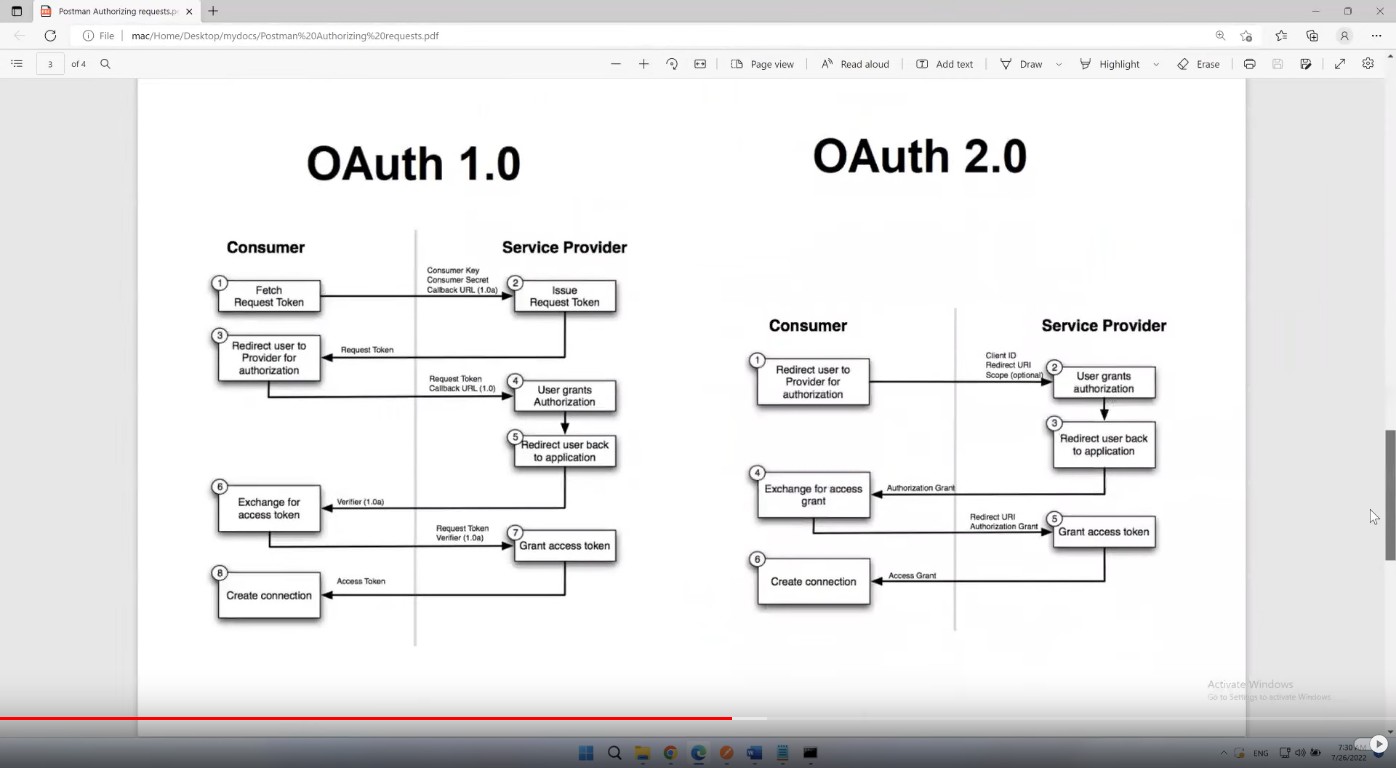 Postman Authorizing requests.p
File
mac/Home/Desktop/mydocs/Postman%20Authorizing%20requests.pdf
3
of 4
Page view
Read aloud
Add text
Draw
Highlight
Erase
OAuth 1.0
Consumer
Service Provider
1
Fetch
Request Token
Consumer Key
Consumer Secret
Callback URL (1.0a)
2
Issue
Request Token
3
Redirect user to
Provider for
authorization
Request Token
Request Token
Callback URL (1.0)
4
User grants
Authorization
5
Redirect user back
to application
6
Exchange for
access token
Verifier (1.0a)
Request Token
Verifier (1.0a)
7
Grant access token
8
Create connection
Access Token
OAuth 2.0
Consumer
Service Provider
1
Redirect user to
Provider for
authorization
Client ID
Redirect URI
Scope (optional)
2
User grants
authorization
3
Redirect user back
to application
4
Exchange for access
grant
Authorization Grant
Redirect URI
Authorization Grant
5
Grant access token
6
Create connection
Access Grant
Activate Windows
Go to Settings to activate Windows.
ENG
7:30
7/26/2022